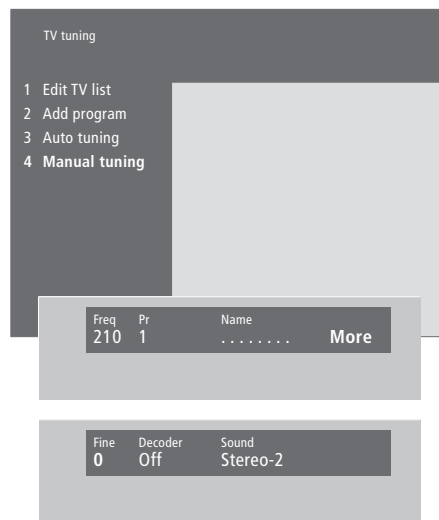 TV tuning
1 Edit TV list
2 Add program
3 Auto tuning
4 Manual tuning
Freq Pr Name
210 1 ........ More
Fine Decoder Sound
0 Off Stereo-2